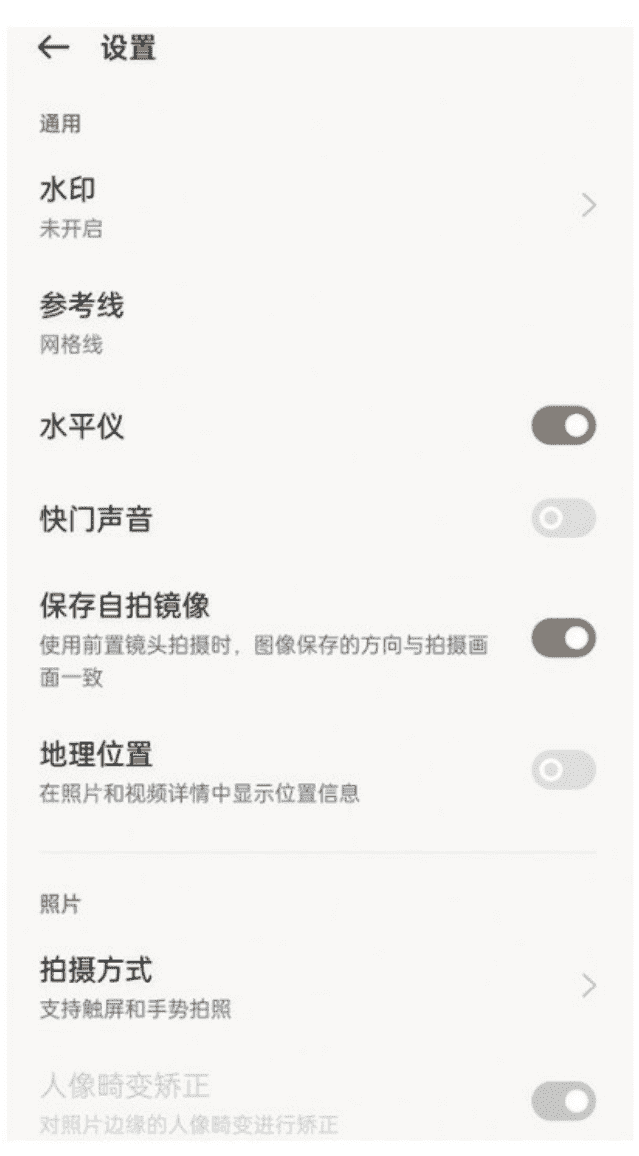 设置
通用
水印
未开启
参考线
网格线
水平仪
快门声音
保存自拍镜像
使用前置镜头拍摄时，图像保存的方向与拍摄画
面一致
地理位置
在照片和视频详情中显示位置信息
照片
拍摄方式
支持触屏和手势拍照
人像畸变矫正
对照片边缘的人像畸变进行矫正